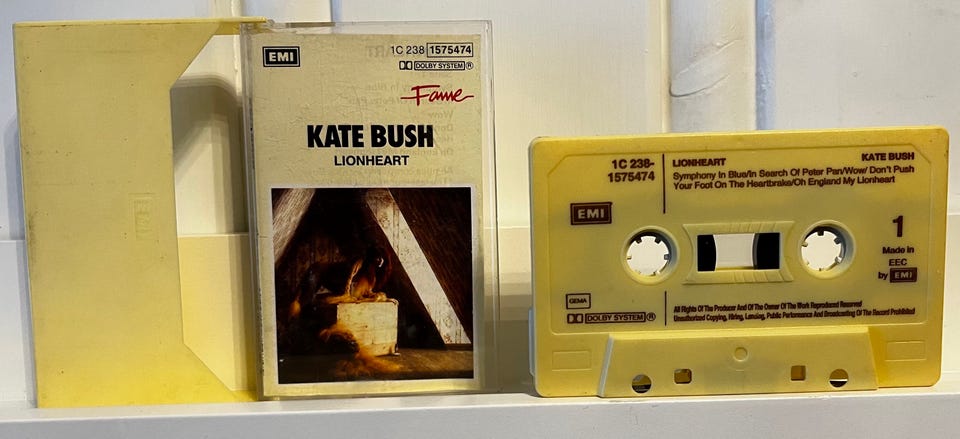 EMI
1C 238 1575474
DOLBY SYSTEM®
Fame
KATE BUSH
LIONHEART
1C 238-
1575474
LIONHEART
KATE BUSH
Symphony In Blue/In Search Of Peter Pan/Wow/ Don't Push
Your Foot On The Heartbrake/Oh England My Lionheart
EMI
1
Made in
EEC
by EMI
GEMA
DOLBY SYSTEM ®
All Rights Of The Producer And Of The Owner Of The Work Reproduced Reserved
Unauthorized Copying, Hiring, Lending, Public Performance And Broadcasting Of The Record Prohibited